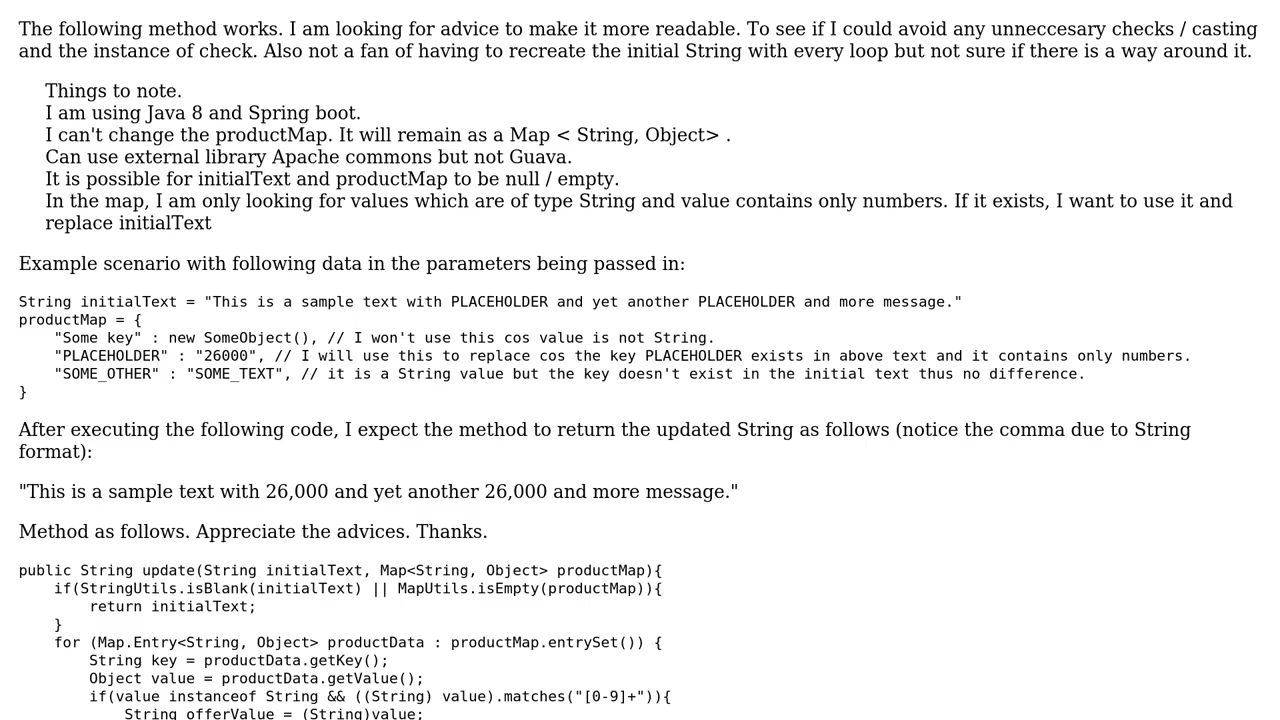 The following method works. I am looking for advice to make it more readable. To see if I could avoid any unneccesary checks / casting
and the instance of check. Also not a fan of having to recreate the initial String with every loop but not sure if there is a way around it.
Things to note.
I am using Java 8 and Spring boot.
I can't change the productMap. It will remain as a Map < String, Object> .
Can use external library Apache commons but not Guava.
It is possible for initialText and productMap to be null / empty.
In the map, I am only looking for values which are of type String and value contains only numbers. If it exists, I want to use it and
replace initialText
Example scenario with following data in the parameters being passed in:
String initialText = "This is a sample text with PLACEHOLDER and yet another PLACEHOLDER and more message."
productMap = {
    "Some key" : new SomeObject(), // I won't use this cos value is not String.
    "PLACEHOLDER" : "26000", // I will use this to replace cos the key PLACEHOLDER exists in above text and it contains only numbers.
    "SOME_OTHER" : "SOME_TEXT", // it is a String value but the key doesn't exist in the initial text thus no difference.
}
After executing the following code, I expect the method to return the updated String as follows (notice the comma due to String
format):
"This is a sample text with 26,000 and yet another 26,000 and more message."
Method as follows. Appreciate the advices. Thanks.
public String update(String initialText, Map<String, Object> productMap){
    if(StringUtils.isBlank(initialText) || MapUtils.isEmpty(productMap)){
        return initialText;
    }
    for (Map.Entry<String, Object> productData : productMap.entrySet()) {
        String key = productData.getKey();
        Object value = productData.getValue();
        if(value instanceof String && ((String) value).matches("[0-9]+")){
            String offerValue = (String)value;